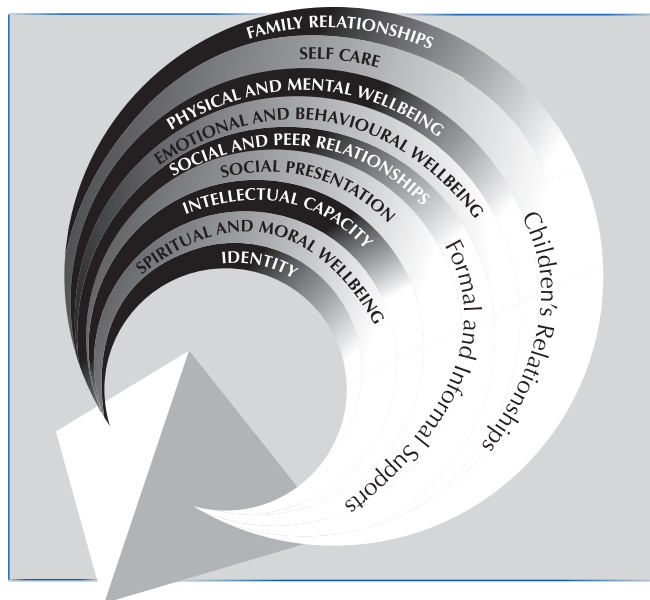 FAMILY RELATIONSHIPS
SELF CARE
PHYSICAL AND MENTAL WELLBEING
EMOTIONAL AND BEHAVIOURAL WELLBEING
SOCIAL AND PEER RELATIONSHIPS
SOCIAL PRESENTATION
INTELLECTUAL CAPACITY
SPIRITUAL AND MORAL WELLBEING
IDENTITY
Formal and Informal Supports
Children's Relationships